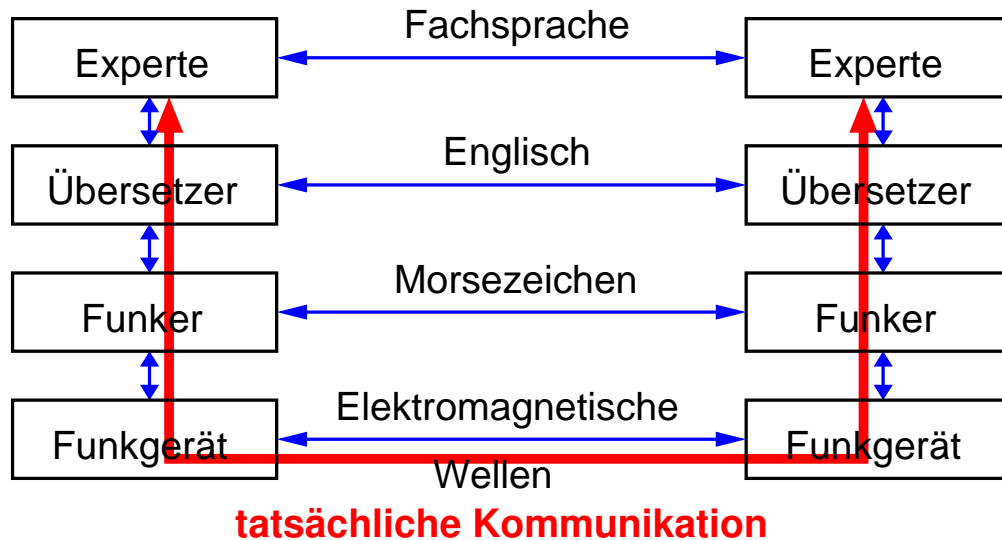 Fachsprache
Experte Experte
Englisch
Übersetzer Übersetzer
Morsezeichen
Funker Funker
Elektromagnetische
Funkgerät Funkgerät
Wellen
tatsächliche Kommunikation